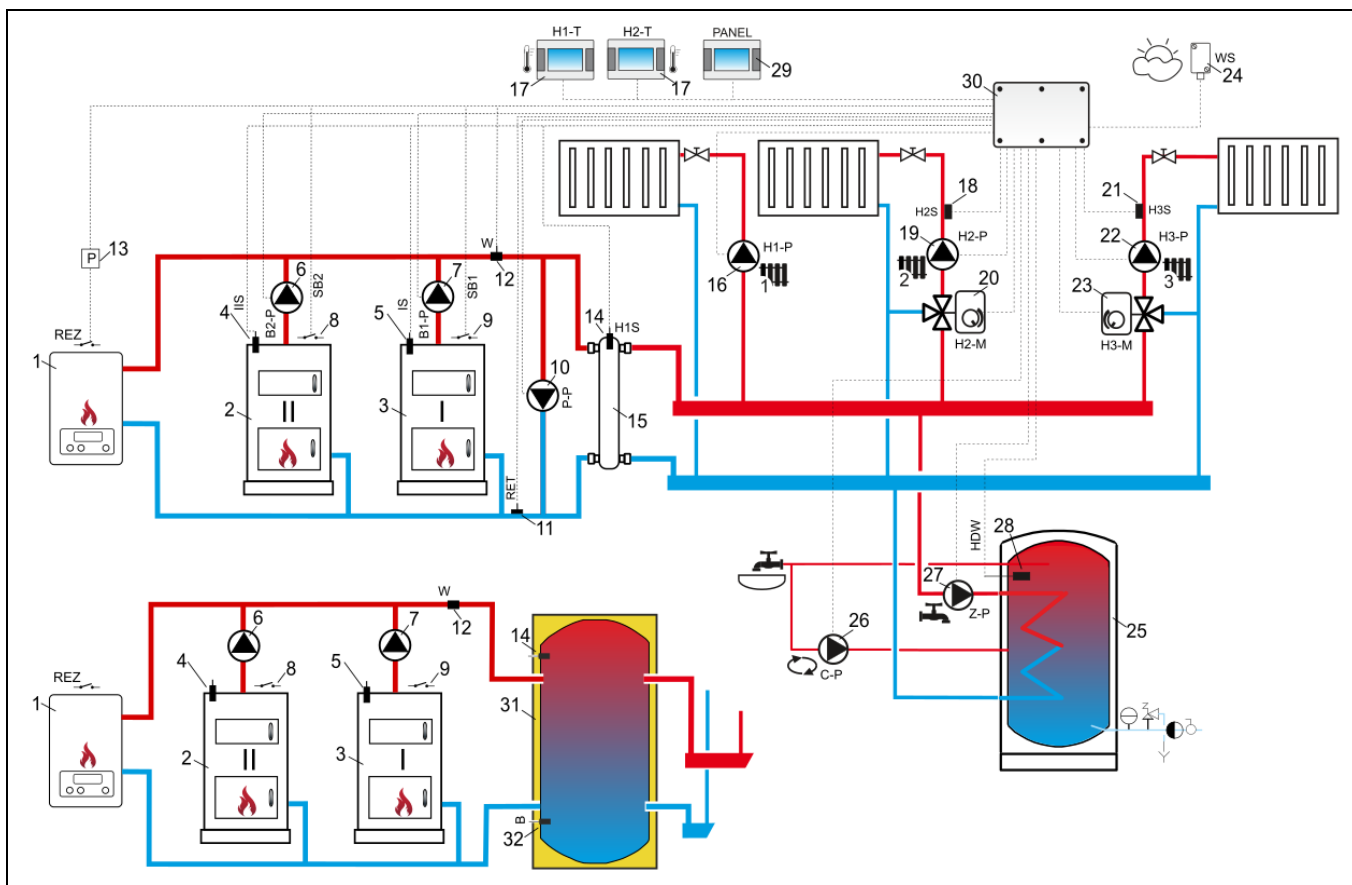 H1-T H2-T PANEL
17 17 29
30
WS
24
18
H2S
21
H3S
P 13
W
12
6
SB2
7
SB1
IIS
B2-P
IS
B1-P
4
8
5
9
14 H1S
H1-P
16
1
19 H2-P
2
20
H2-M
22 H3-P
3
23
H3-M
REZ
1
2
II
3
I
10
P-P
15
RET
11
HDW
28
27
Z-P
25
26
C-P
Z
W
12
6
7
REZ
1
4
8
5
9
2
II
3
I
14
31
B
32